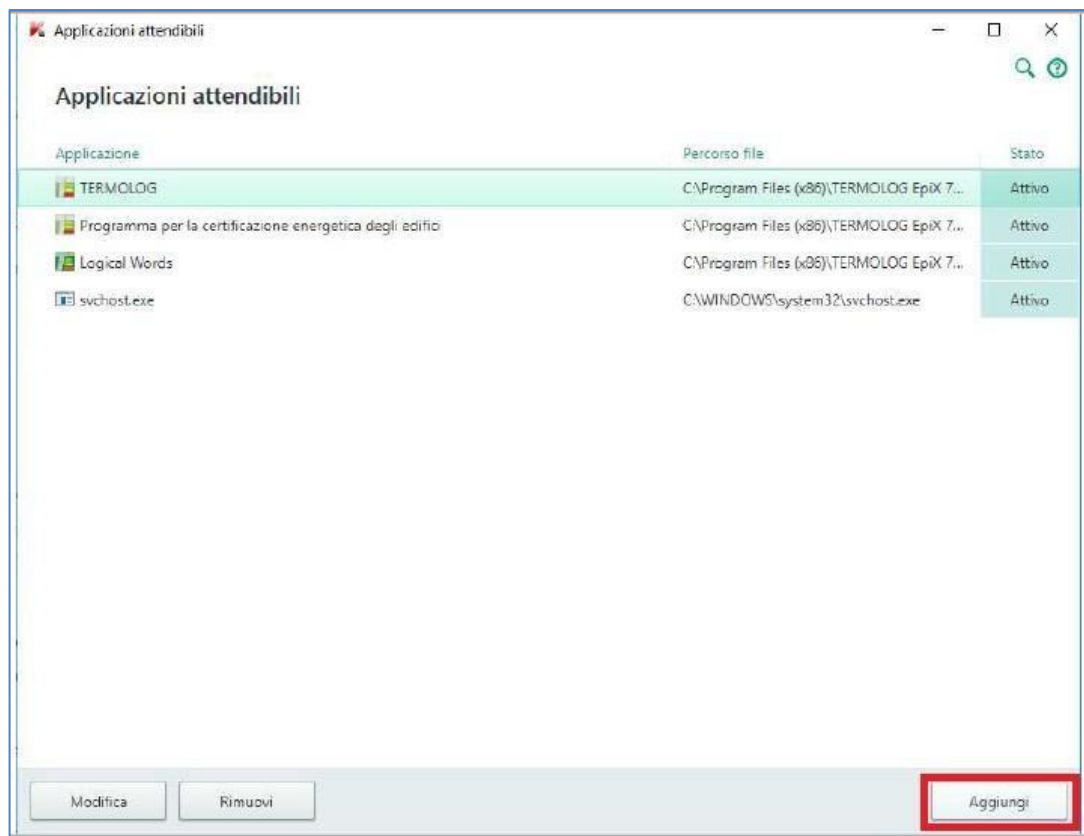 Applicazioni attendibili
Applicazioni attendibili
Applicazione Percorso file Stato
TERMOLOG C:\Program Files (x86)\TERMOLOG EpiX 7... Attivo
Programma per la certificazione energetica degli edifici C:\Program Files (x86)\TERMOLOG EpiX 7... Attivo
Logical Words C:\Program Files (x86)\TERMOLOG EpiX 7... Attivo
svchost.exe C:\WINDOWS\system32\svchost.exe Attivo
Modifica Rimuovi Aggiungi